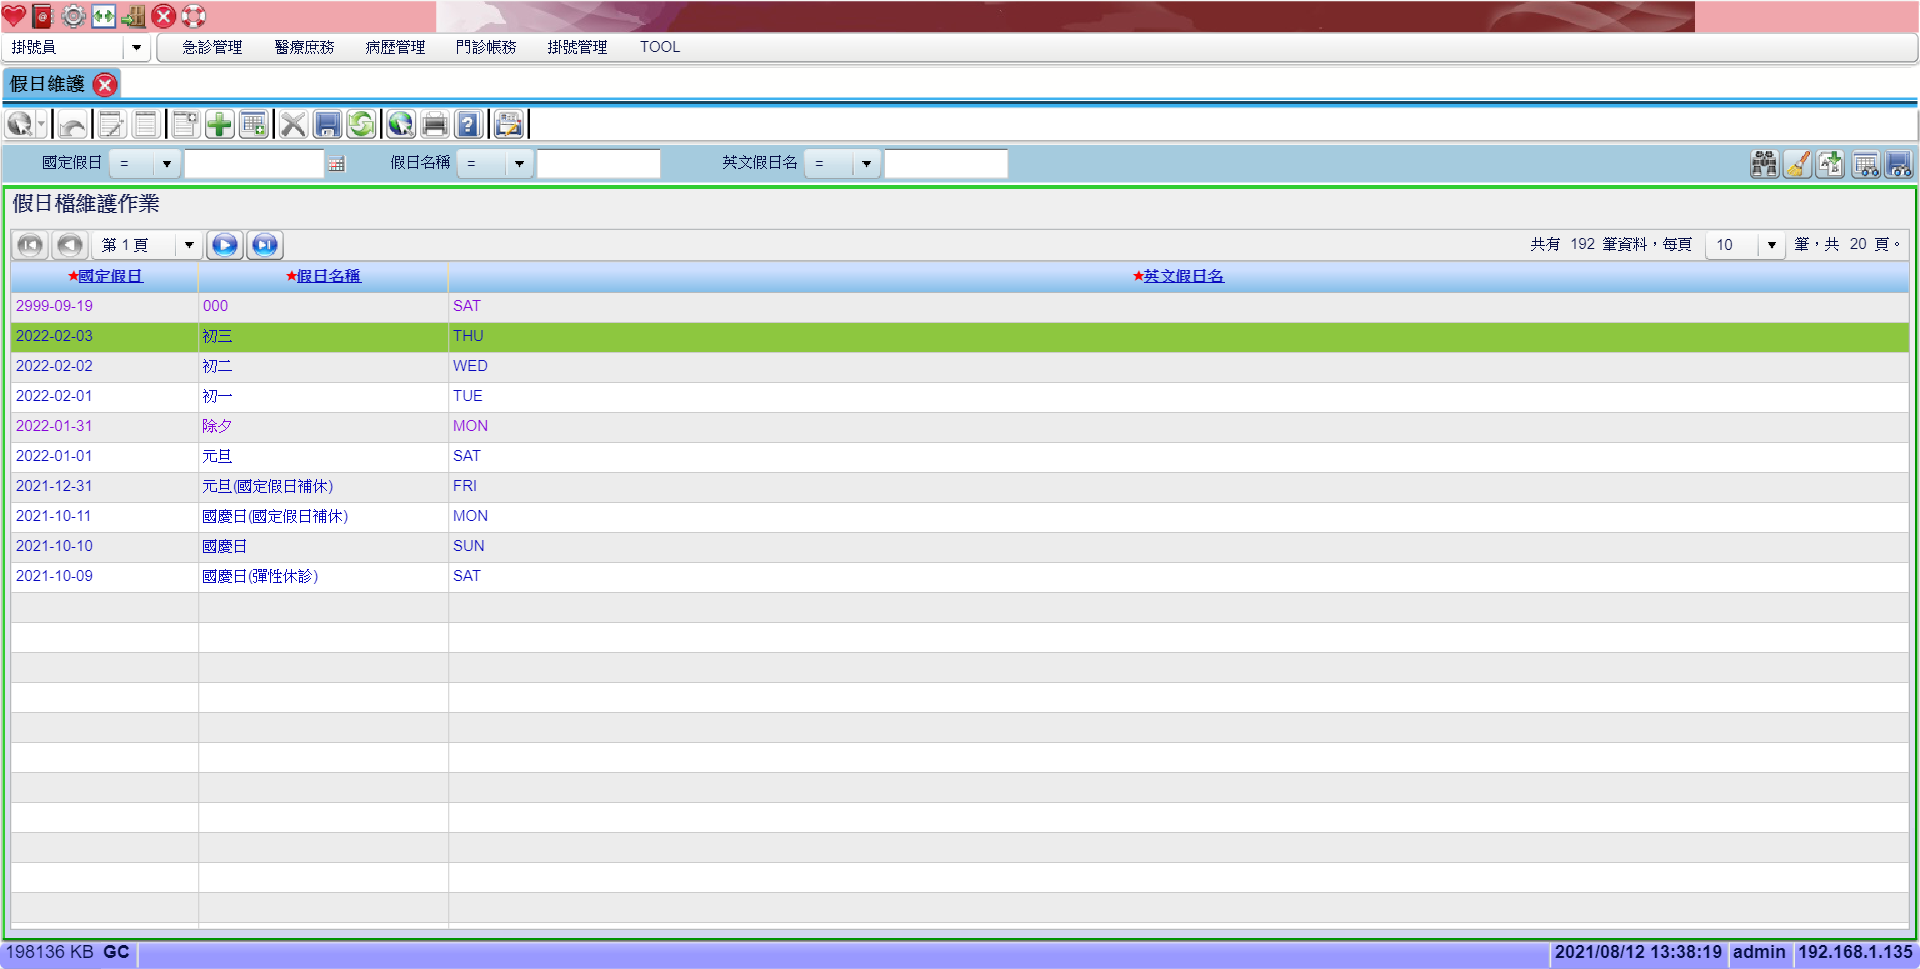 掛號員 急診管理 醫療庶務 病歷管理 門診帳務 掛號管理 TOOL
假日維護
國定假日 = 假日名稱 = 英文假日名 =
假日檔維護作業
第 1 頁 共有 192 筆資料，每頁 10 筆，共 20 頁。
★國定假日 ★假日名稱 ★英文假日名
2999-09-19 000 SAT
2022-02-03 初三 THU
2022-02-02 初二 WED
2022-02-01 初一 TUE
2022-01-31 除夕 MON
2022-01-01 元旦 SAT
2021-12-31 元旦(國定假日補休) FRI
2021-10-11 國慶日(國定假日補休) MON
2021-10-10 國慶日 SUN
2021-10-09 國慶日(彈性休診) SAT
198136 KB GC 2021/08/12 13:38:19 admin 192.168.1.135